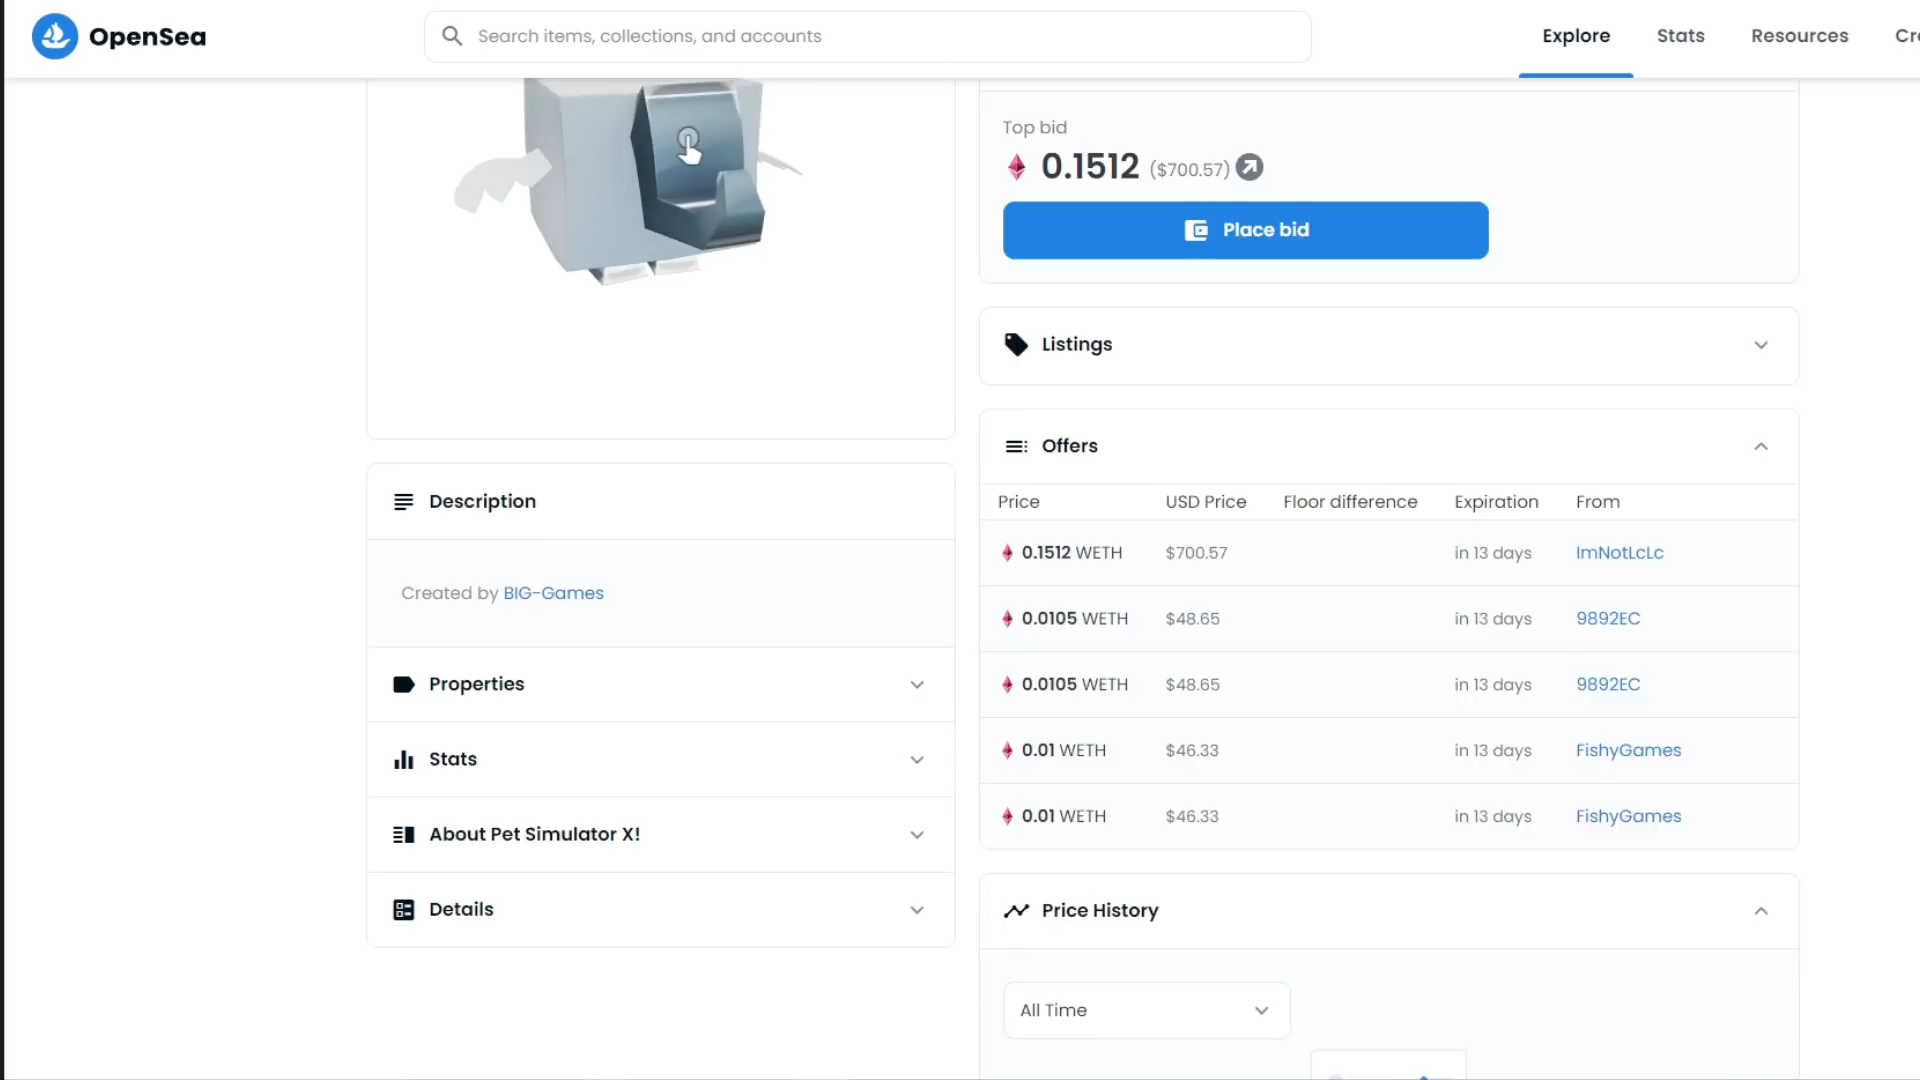 OpenSea
Search items, collections, and accounts
Explore
Stats
Resources
Cre
Top bid
0.1512 ($700.57)
Place bid
Listings
Offers
Price USD Price Floor difference Expiration From
0.1512 WETH $700.57 in 13 days ImNotLcLc
0.0105 WETH $48.65 in 13 days 9892EC
0.0105 WETH $48.65 in 13 days 9892EC
0.01 WETH $46.33 in 13 days FishyGames
0.01 WETH $46.33 in 13 days FishyGames
Price History
All Time
Description
Created by BIG-Games
Properties
Stats
About Pet Simulator X!
Details